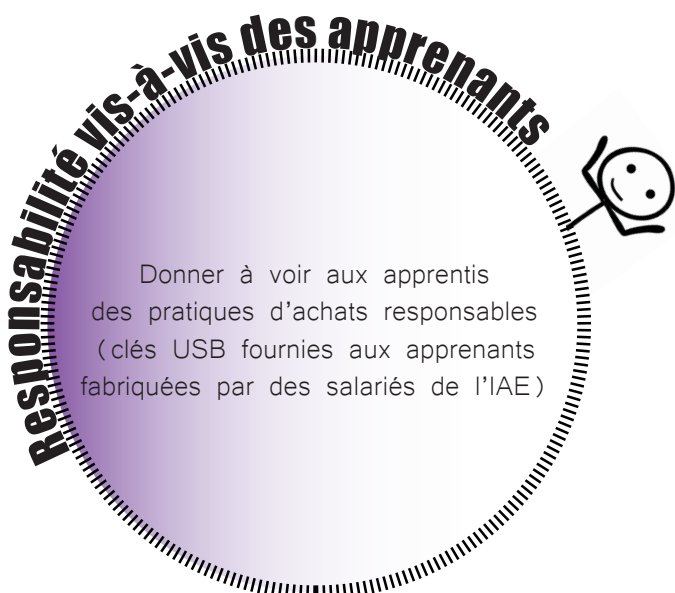 Responsabilité vis-à-vis des apprenants
Donner à voir aux apprentis
des pratiques d’achats responsables
(clés USB fournies aux apprenants
fabriquées par des salariés de l’IAE)